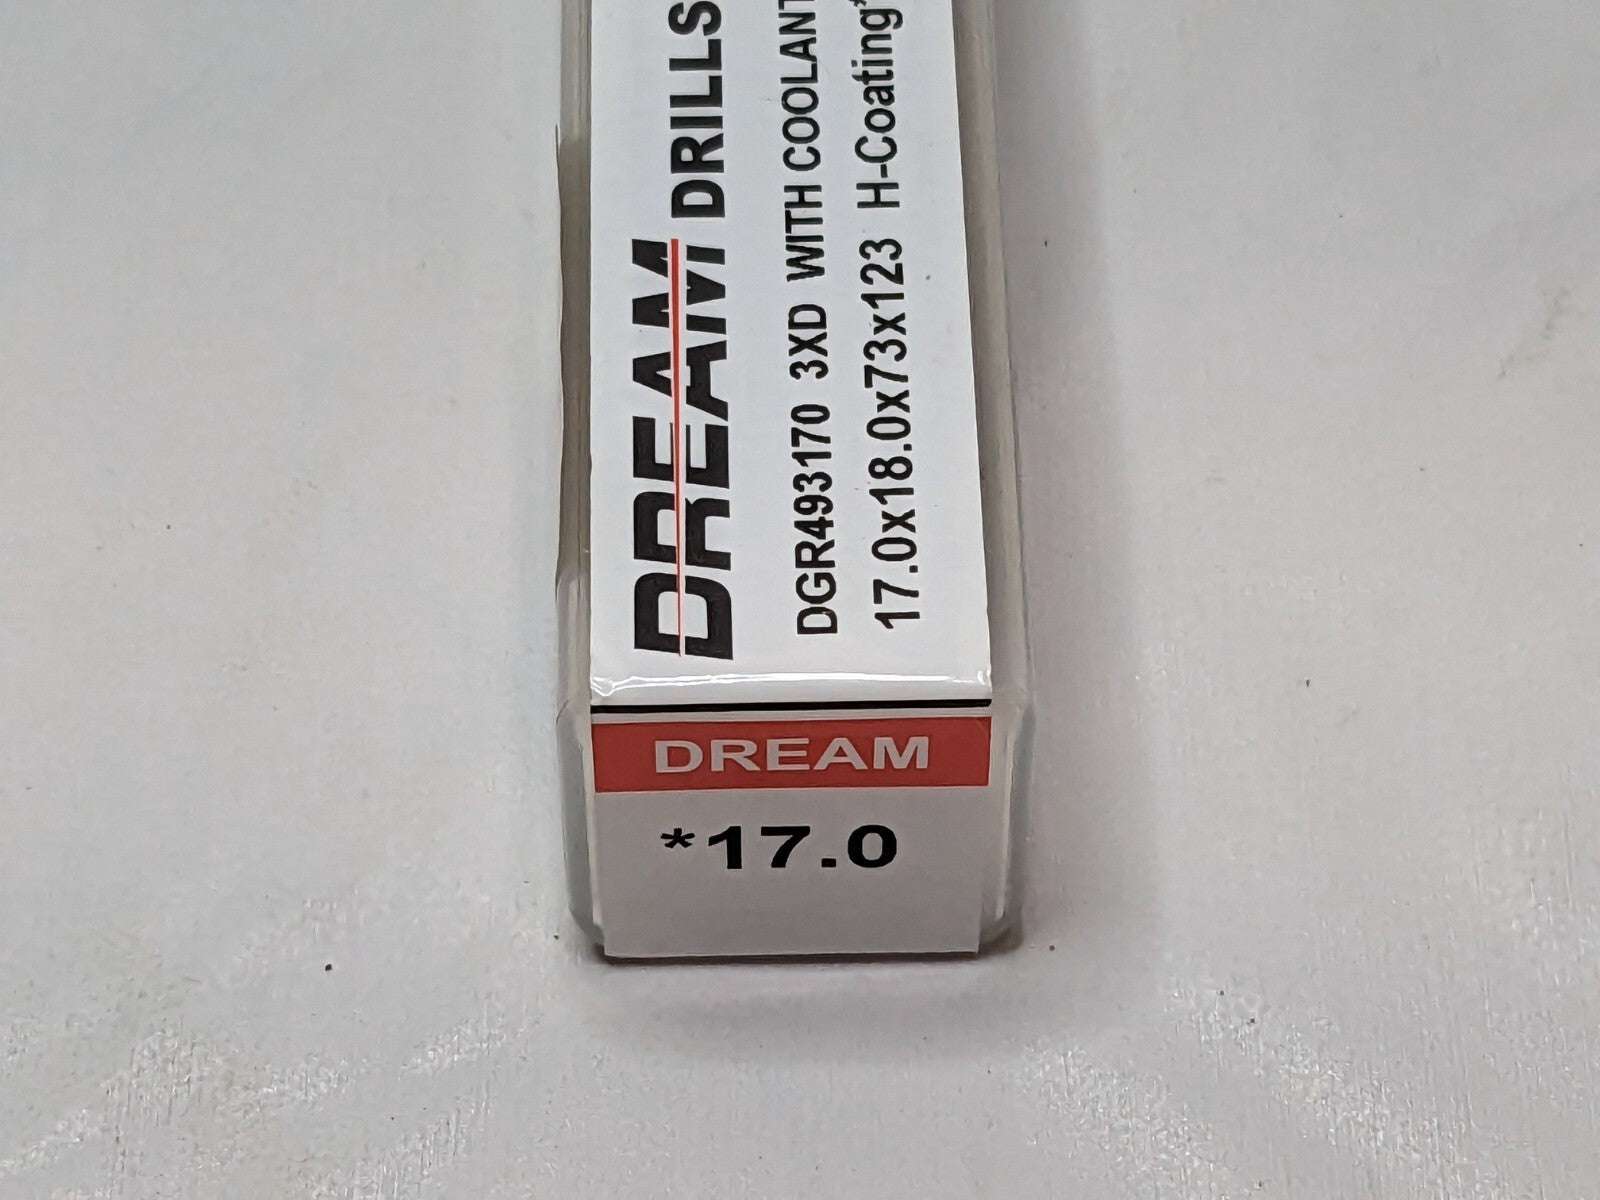 DREAM DRILLS
DGR493170 3XD WITH COOLANT
17.0x18.0x73x123 H-Coating*
DREAM
*17.0